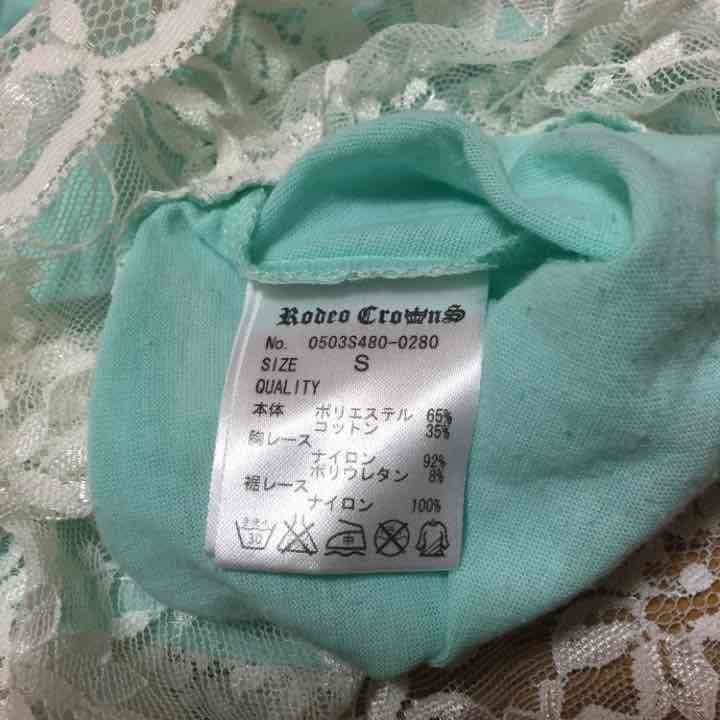 Rodeo CroWnS
No. 0503S480-0280
SIZE S
QUALITY
本体 ポリエステル 65%
コットン 35%
胸レース
ナイロン 92%
ポリウレタン 8%
裾レース
ナイロン 100%
30 中